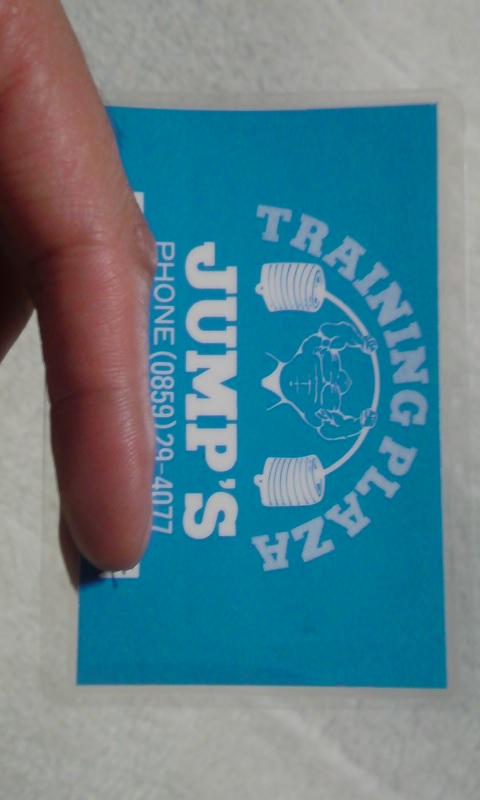 TRAINING PLAZA
JUMP'S
PHONE (0859) 29-4077